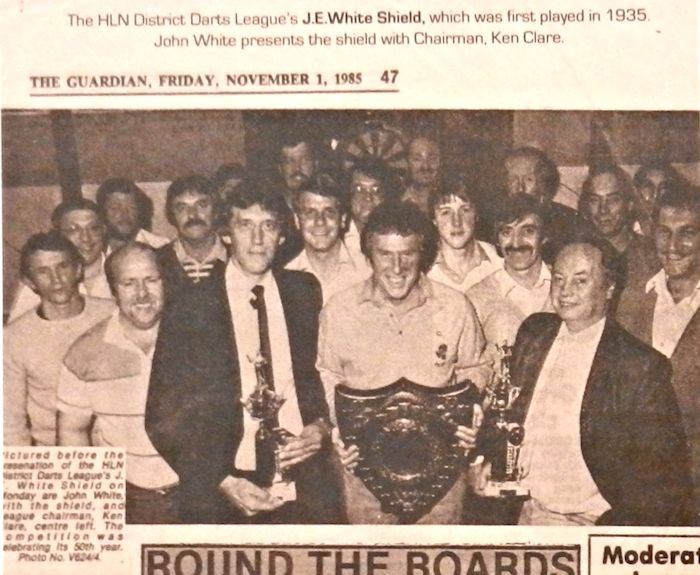 The HLN District Darts League's J.E.White Shield, which was first played in 1935.
John White presents the shield with Chairman, Ken Clare.
THE GUARDIAN, FRIDAY, NOVEMBER 1, 1985 47
ictured before the
resenation of the HLN
istrict Darts League's J.
. White Shield on
onday are John White,
ith the shield, and
eague chairman, Ken
lare, centre left. The
ompetition was
elebrating its 50th year.
Photo No. V624/4.
ROUND THE BOARDS
Moderat